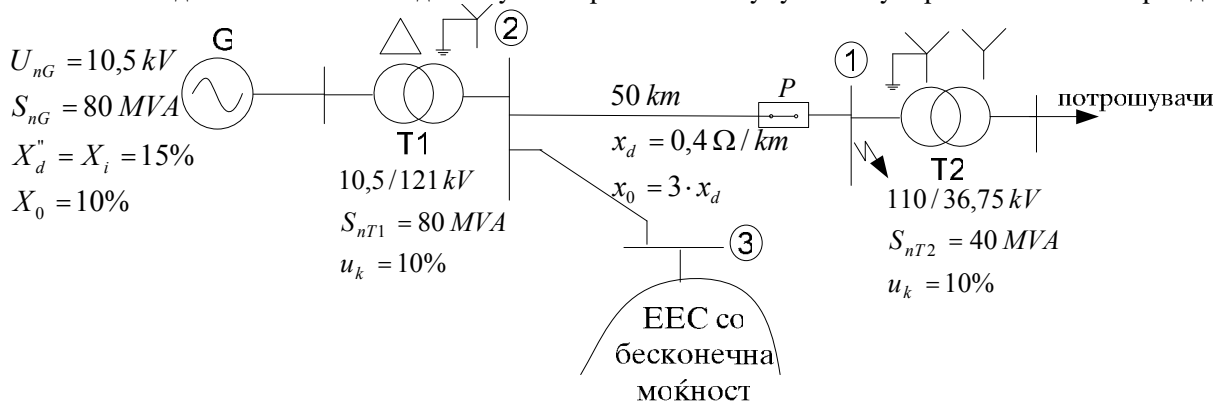 G
U_nG = 10,5 kV
S_nG = 80 MVA
X_d" = X_i = 15%
X_0 = 10%
T1
10,5/121 kV
S_nT1 = 80 MVA
u_k = 10%
②
50 km
x_d = 0,4 Ω/km
x_0 = 3·x_d
P
①
T2
110/36,75 kV
S_nT2 = 40 MVA
u_k = 10%
потрошувачи
③
ЕЕС со
бесконечна
моќност